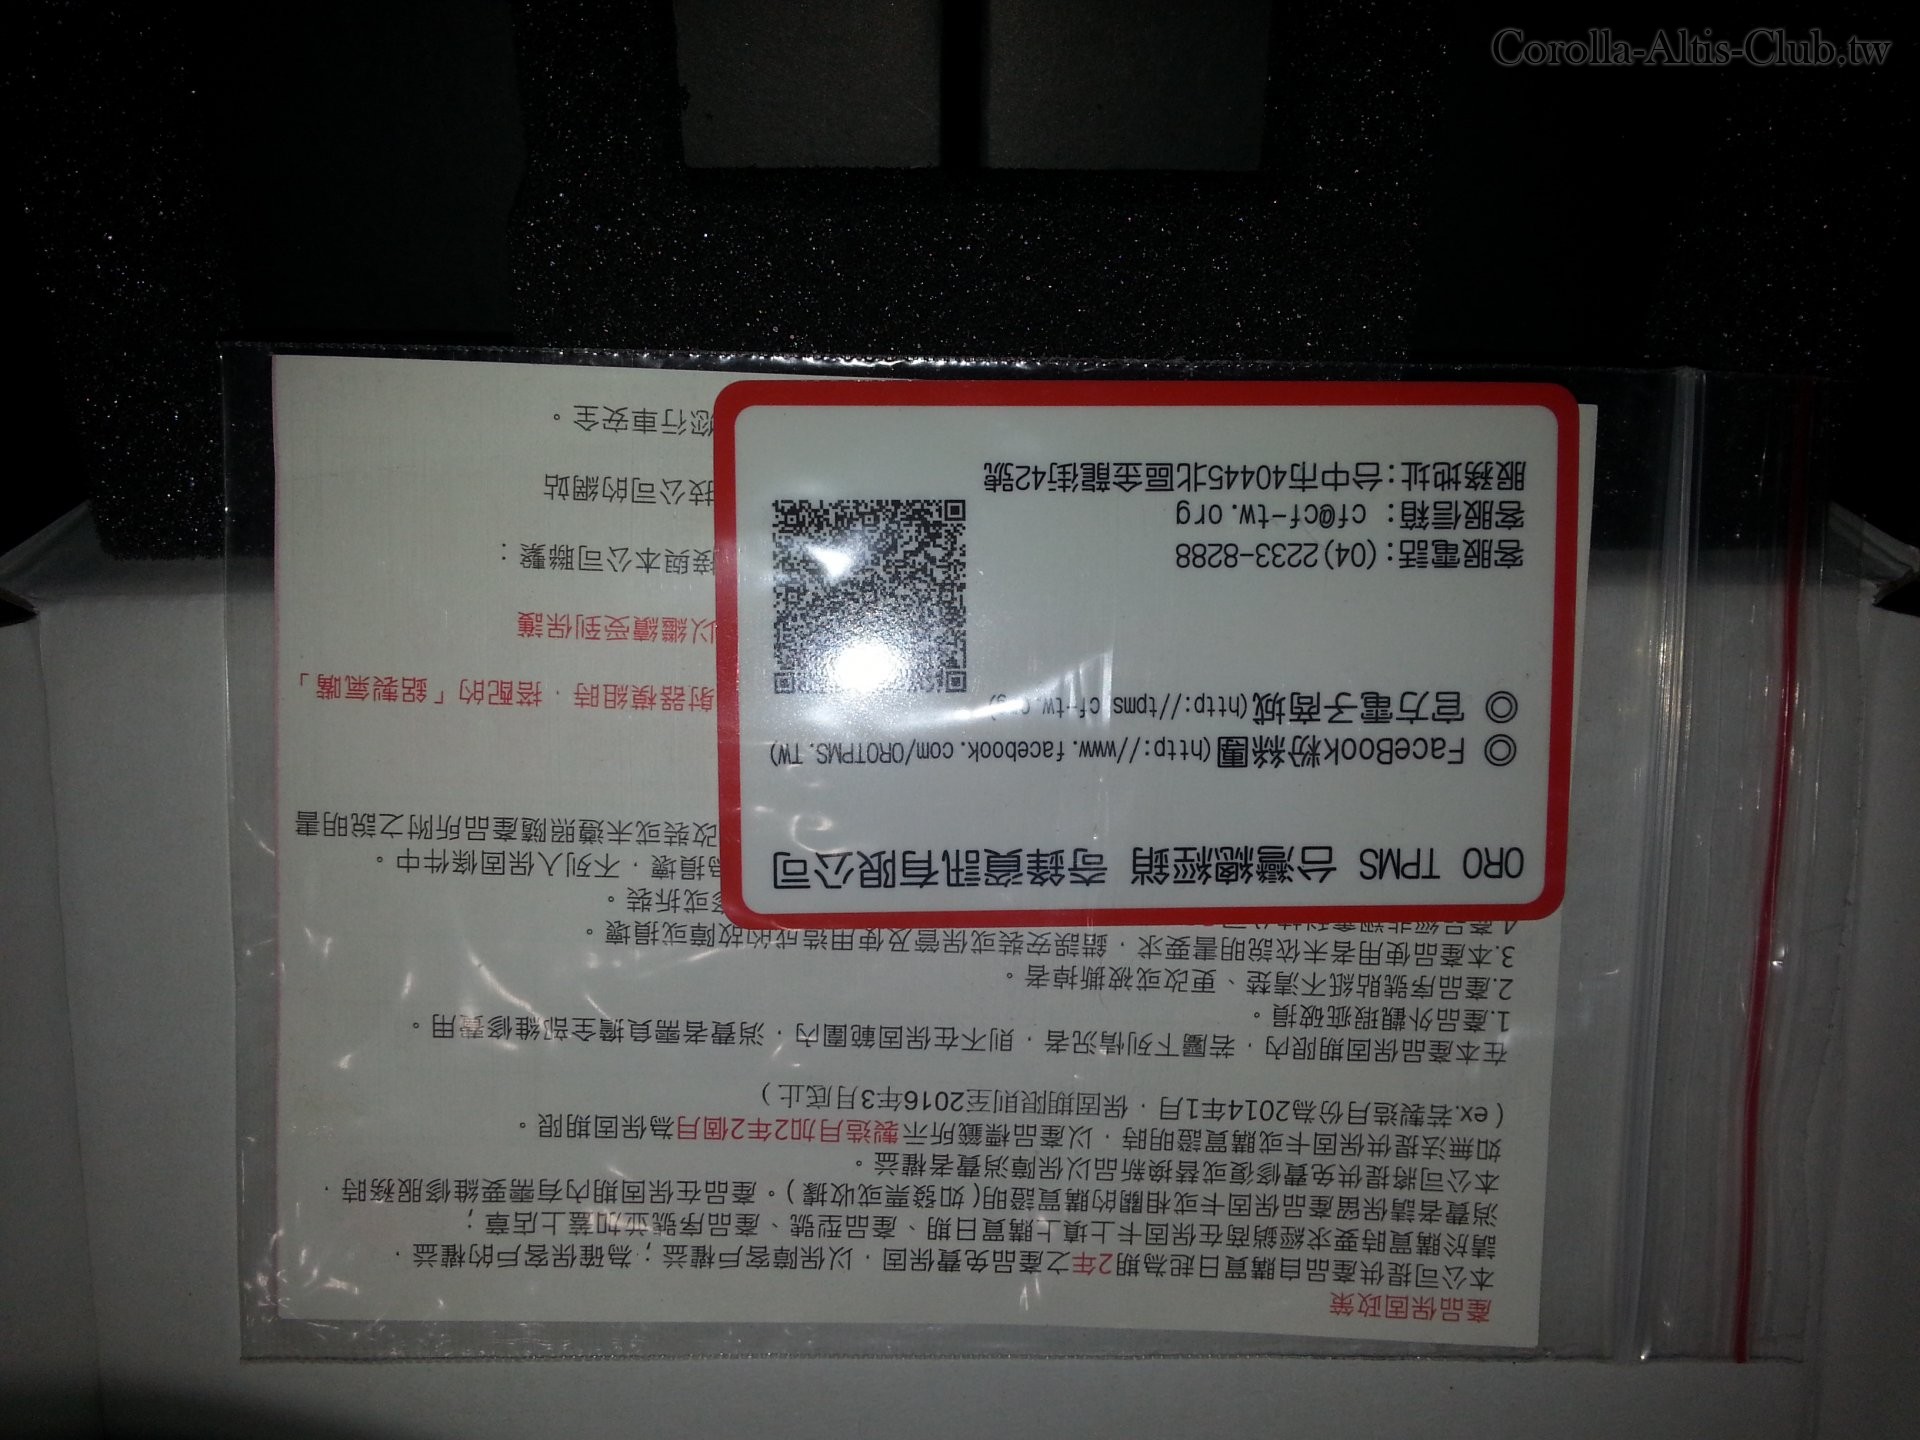 Corolla-Altis-Club.tw
ORO TPMS 台灣總經銷 奇鋒資訊有限公司
◎ FaceBook粉絲團(http://www.facebook.com/OROTPMS.TW)
◎ 官方電子商城(http://tpms.cf-tw.org)
客服電話:(04)2233-8288
客服信箱: cf@cf-tw.org
服務地址:台中市40445北區金龍街42號
產品保固政策
本公司提供產品自購買日起為期2年之產品免費保固，以保障客戶權益；為確保客戶的權益，
請於購買時要求經銷商在保固卡上填上購買日期、產品型號、產品序號並加蓋上店章；
消費者請保留產品保固卡或相關的購買證明(如發票或收據)。產品在保固期內有需要維修服務時，
本公司將提供免費修復或替換新品以保障消費者權益。
如無法提供保固卡或購買證明時，以產品標籤所示製造月加2年2個月為保固期限。
(ex.若製造月份為2014年1月，保固期限則至2016年3月底止)
在本產品保固期限內，若屬下列情況者，則不在保固範圍內，消費者需負擔全部維修費用。
1.產品外觀瑕疵破損。
2.產品序號貼紙不清楚、更改或被撕掉者。
3.本產品使用者未依說明書要求，錯誤安裝或保管及使用造成的故障或損壞。
或拆裝。
損壞，不列入保固條件中。
改裝或未遵照隨產品所附之說明書
射器模組時，搭配的「鋁製氣嘴」
以繼續受到保護
與本公司聯繫：
技公司的網站
您行車安全。